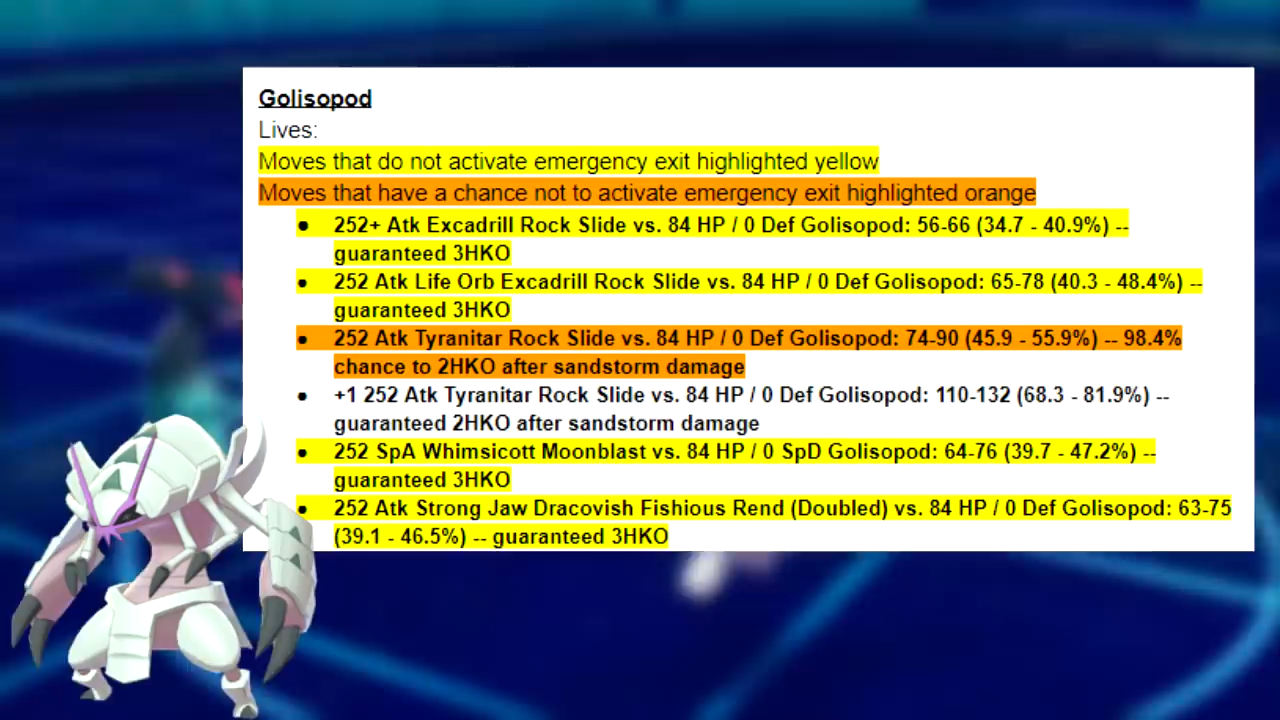 Golisopod
Lives:
Moves that do not activate emergency exit highlighted yellow
Moves that have a chance not to activate emergency exit highlighted orange
● 252+ Atk Excadrill Rock Slide vs. 84 HP / 0 Def Golisopod: 56-66 (34.7 - 40.9%) --
guaranteed 3HKO
● 252 Atk Life Orb Excadrill Rock Slide vs. 84 HP / 0 Def Golisopod: 65-78 (40.3 - 48.4%) --
guaranteed 3HKO
● 252 Atk Tyranitar Rock Slide vs. 84 HP / 0 Def Golisopod: 74-90 (45.9 - 55.9%) -- 98.4%
chance to 2HKO after sandstorm damage
● +1 252 Atk Tyranitar Rock Slide vs. 84 HP / 0 Def Golisopod: 110-132 (68.3 - 81.9%) --
guaranteed 2HKO after sandstorm damage
● 252 SpA Whimsicott Moonblast vs. 84 HP / 0 SpD Golisopod: 64-76 (39.7 - 47.2%) --
guaranteed 3HKO
● 252 Atk Strong Jaw Dracovish Fishious Rend (Doubled) vs. 84 HP / 0 Def Golisopod: 63-75
(39.1 - 46.5%) -- guaranteed 3HKO